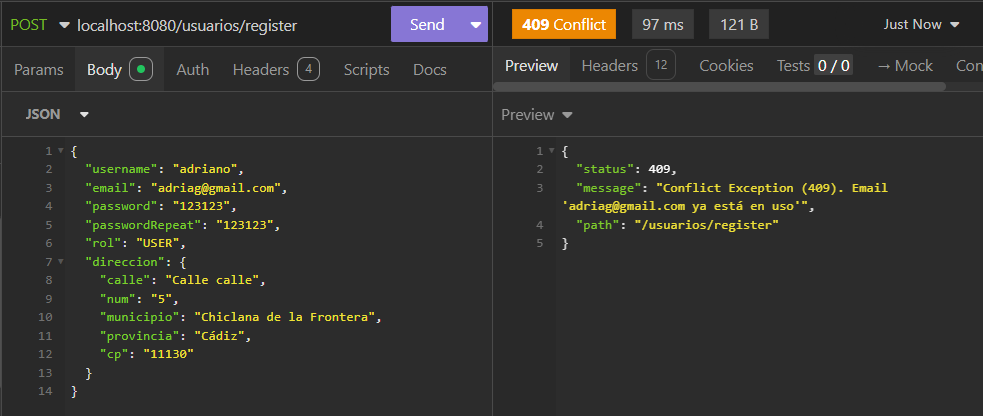 POST localhost:8080/usuarios/register Send
409 Conflict 97 ms 121 B Just Now
Params Body Auth Headers 4 Scripts Docs
Preview Headers 12 Cookies Tests 0 / 0 → Mock Con
JSON
Preview
1 {
2 "username": "adriano",
3 "email": "adriag@gmail.com",
4 "password": "123123",
5 "passwordRepeat": "123123",
6 "rol": "USER",
7 "direccion": {
8 "calle": "Calle calle",
9 "num": "5",
10 "municipio": "Chiclana de la Frontera",
11 "provincia": "Cádiz",
12 "cp": "11130"
13 }
14 }
1 {
2 "status": 409,
3 "message": "Conflict Exception (409). Email
'adriag@gmail.com ya está en uso'",
4 "path": "/usuarios/register"
5 }